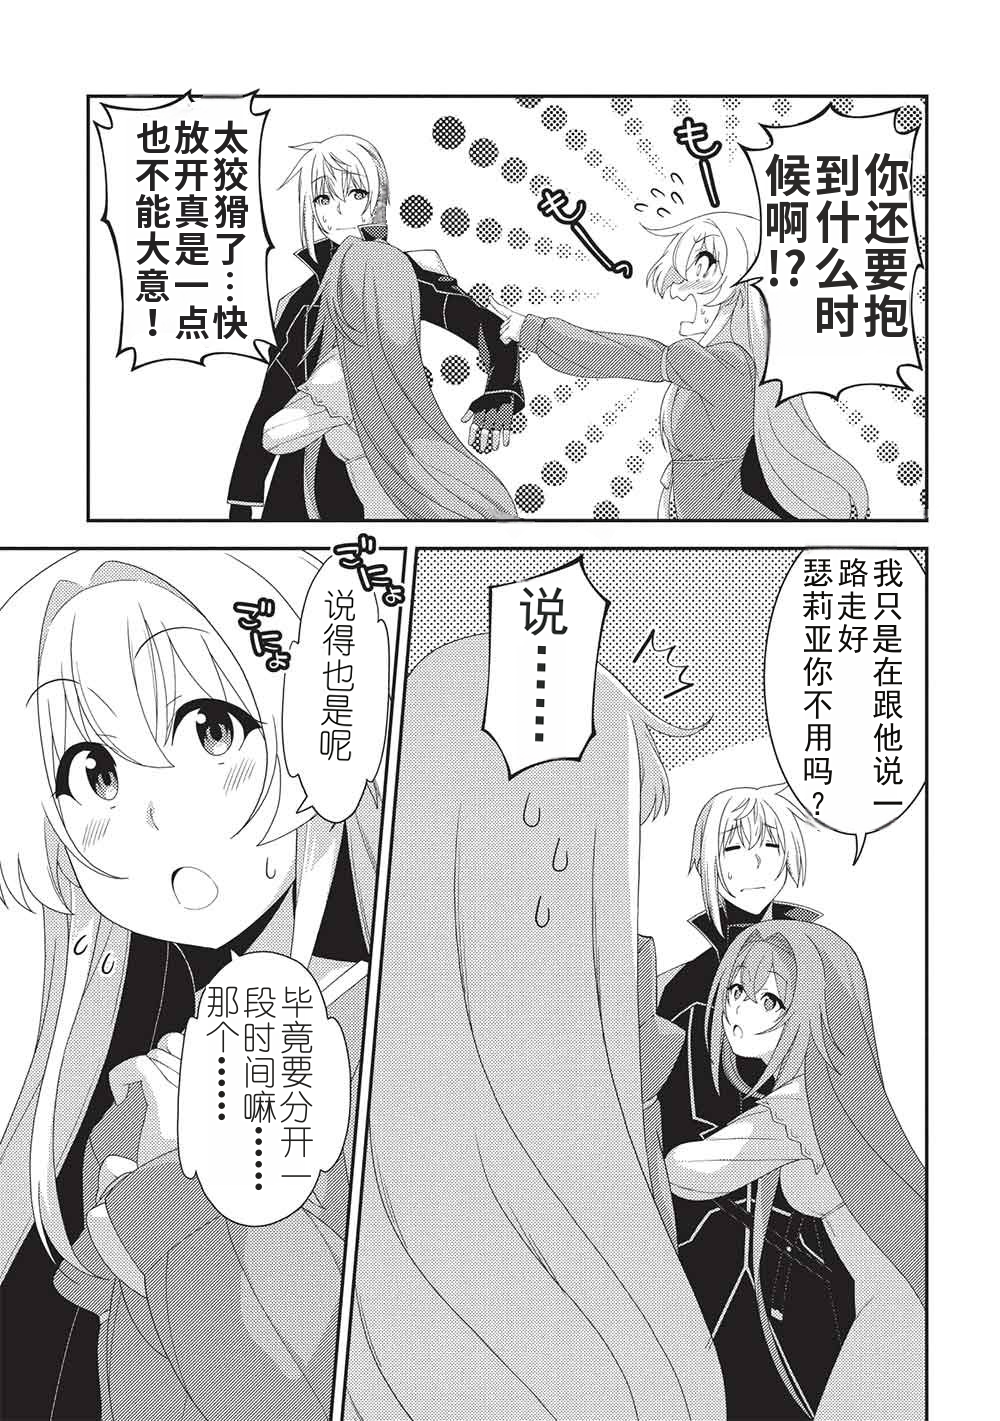 你还要抱
到什么时
候啊!?
もー
もー
太狡猾了…快
放开真是一点
也不能大意！
我只是在跟他说一
路走好
瑟莉亚你不用吗？
说………
ごにょ
ごにょ
说得也是呢
毕竟要分开一
段时间嘛………
那个……